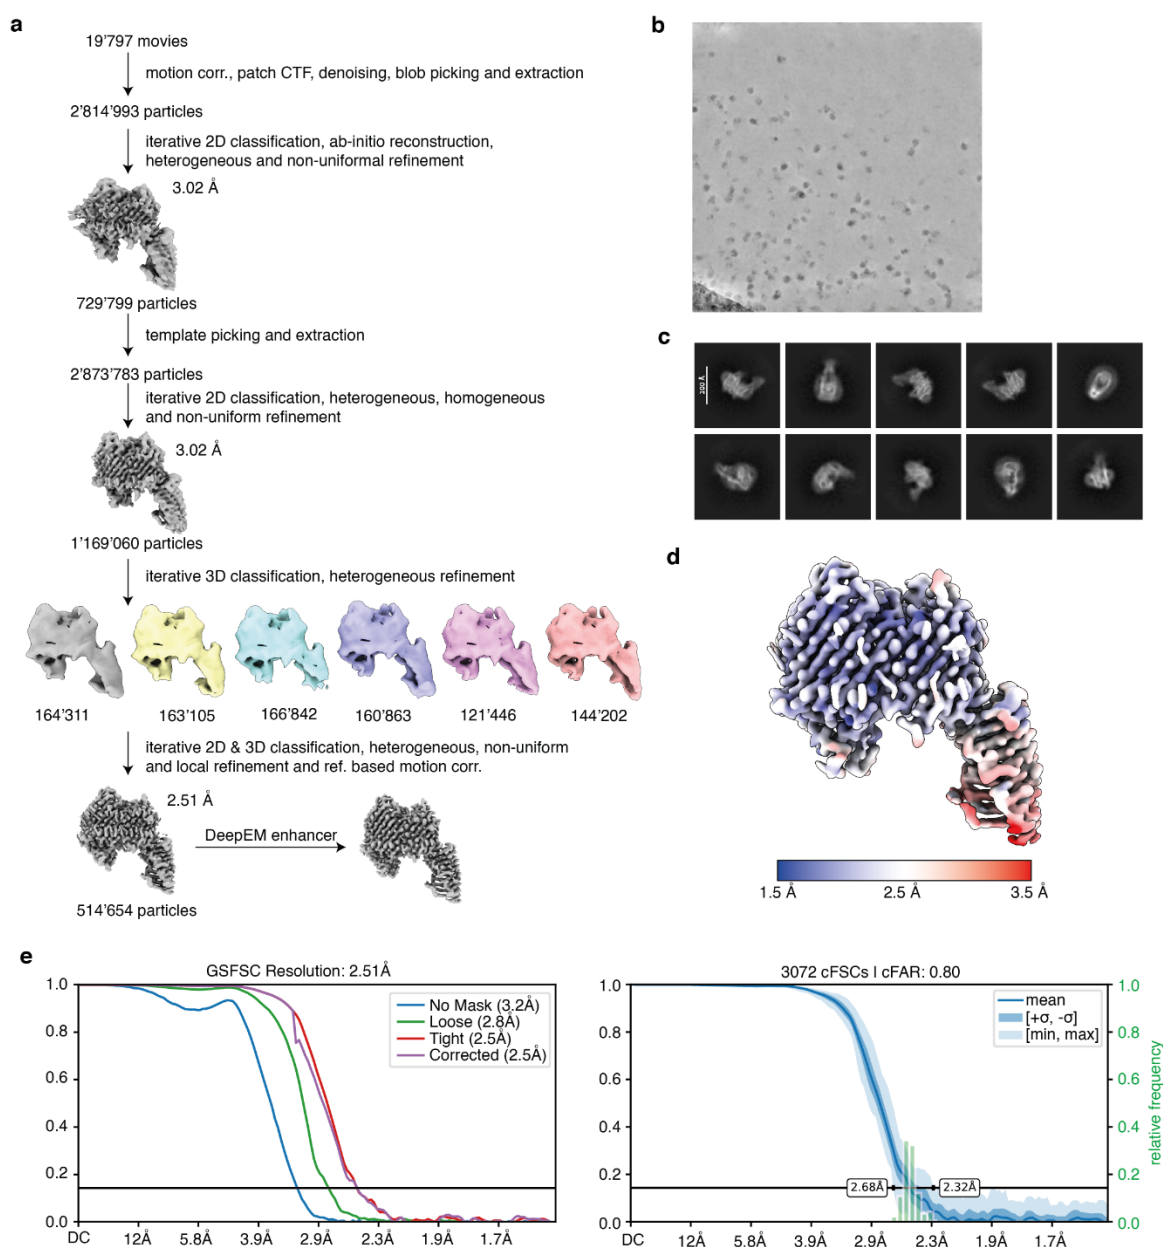 a
19'797 movies
motion corr., patch CTF, denoising, blob picking and extraction
2'814'993 particles
iterative 2D classification, ab-initio reconstruction,
heterogeneous and non-uniformal refinement
3.02 Å
729'799 particles
template picking and extraction
2'873'783 particles
iterative 2D classification, heterogeneous, homogeneous
and non-uniform refinement
3.02 Å
1'169'060 particles
iterative 3D classification, heterogeneous refinement
164'311 163'105 166'842 160'863 121'446 144'202
iterative 2D & 3D classification, heterogeneous, non-uniform
and local refinement and ref. based motion corr.
2.51 Å
DeepEM enhancer
514'654 particles
b
c
d
1.5 Å 2.5 Å 3.5 Å
e
GSFSC Resolution: 2.51Å
1.0
0.8
0.6
0.4
0.2
0.0
No Mask (3.2Å)
Loose (2.8Å)
Tight (2.5Å)
Corrected (2.5Å)
DC 12Å 5.8Å 3.9Å 2.9Å 2.3Å 1.9Å 1.7Å
3072 cFSCs | cFAR: 0.80
1.0
0.8
0.6
0.4
0.2
0.0
mean
[+σ, -σ]
[min, max]
2.68Å 2.32Å
1.0
0.8
0.6
0.4
0.2
0.0
relative frequency
DC 12Å 5.8Å 3.9Å 2.9Å 2.3Å 1.9Å 1.7Å